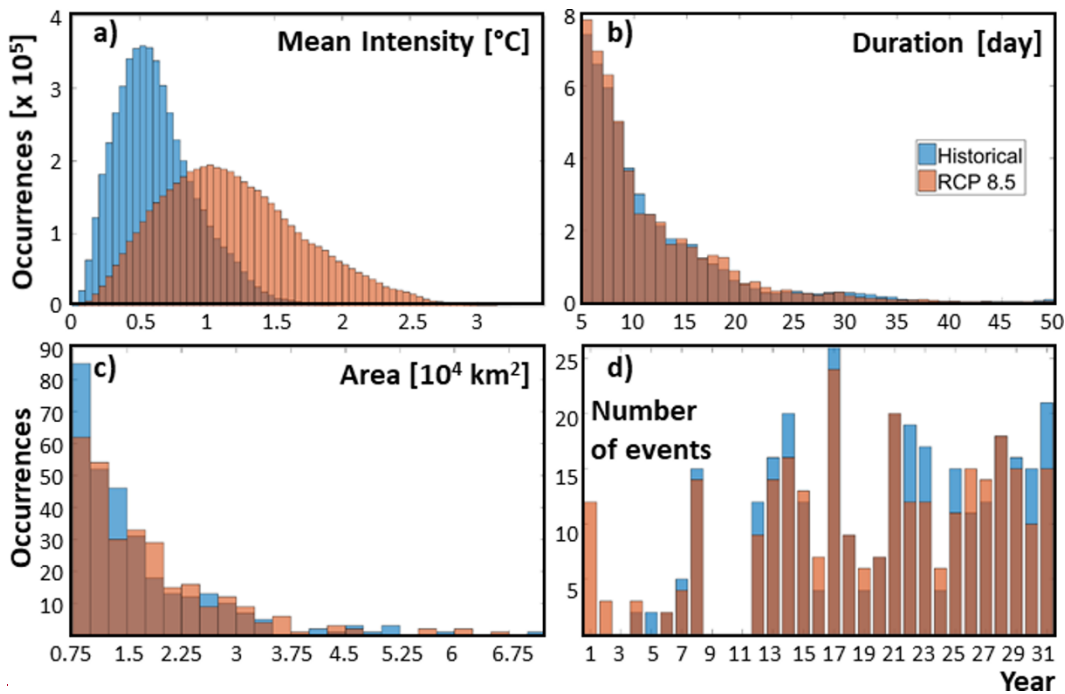 a)
Mean Intensity [°C]
Occurrences [x 10⁵]
4
3
2
1
0
0 0.5 1 1.5 2 2.5 3
b)
Duration [day]
8
6
4
2
0
Historical
RCP 8.5
5 10 15 20 25 30 35 40 45 50
c)
Area [10⁴ km²]
Occurrences
90
80
70
60
50
40
30
20
10
0.75 1.5 2.25 3 3.75 4.5 5.25 6 6.75
d)
Number
of events
25
20
15
10
5
1 3 5 7 9 11 13 15 17 19 21 23 25 27 29 31
Year